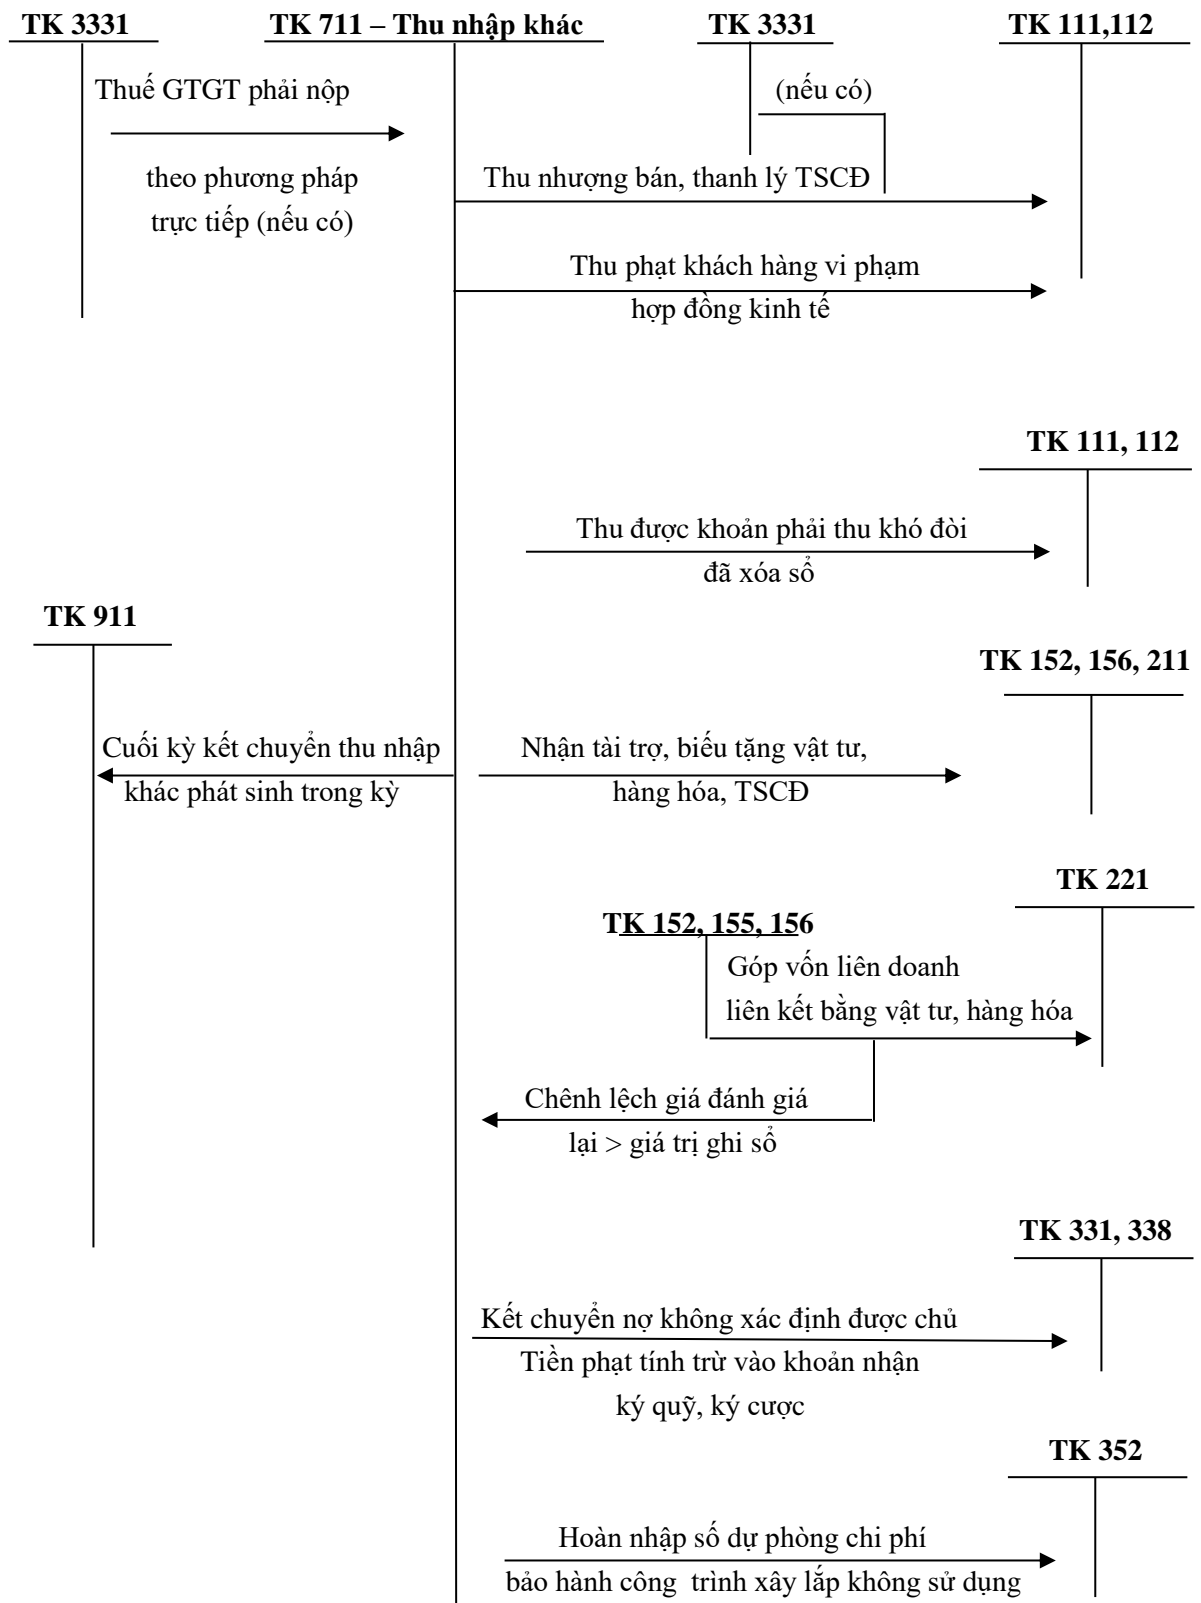 TK 3331
TK 711 – Thu nhập khác
TK 3331
TK 111,112
Thuế GTGT phải nộp
(nếu có)
theo phương pháp
trực tiếp (nếu có)
Thu nhượng bán, thanh lý TSCĐ
Thu phạt khách hàng vi phạm
hợp đồng kinh tế
TK 111, 112
Thu được khoản phải thu khó đòi
đã xóa sổ
TK 911
TK 152, 156, 211
Cuối kỳ kết chuyển thu nhập
khác phát sinh trong kỳ
Nhận tài trợ, biếu tặng vật tư,
hàng hóa, TSCĐ
TK 221
TK 152, 155, 156
Góp vốn liên doanh
liên kết bằng vật tư, hàng hóa
Chênh lệch giá đánh giá
lại > giá trị ghi sổ
TK 331, 338
Kết chuyển nợ không xác định được chủ
Tiền phạt tính trừ vào khoản nhận
ký quỹ, ký cược
TK 352
Hoàn nhập số dự phòng chi phí
bảo hành công  trình xây lắp không sử dụng